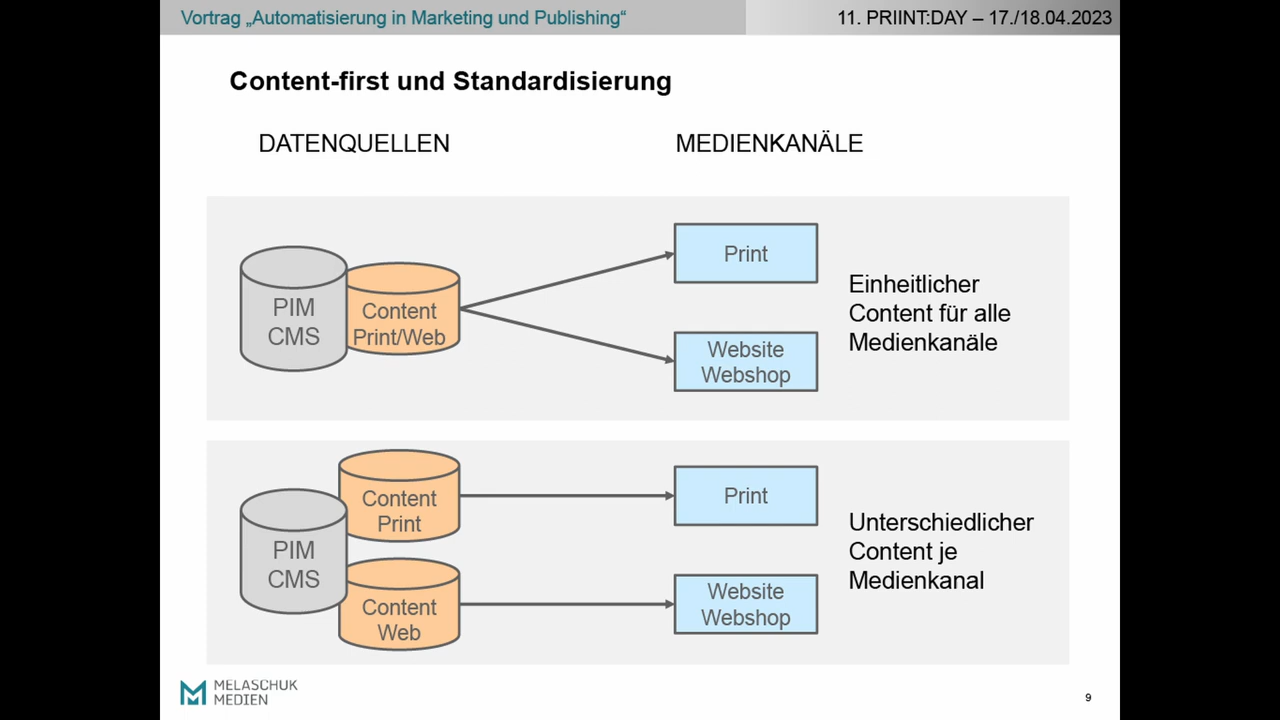 Vortrag „Automatisierung in Marketing und Publishing“
11. PRIINT:DAY – 17./18.04.2023
Content-first und Standardisierung
DATENQUELLEN
MEDIENKANÄLE
PIM
CMS
Content
Print/Web
Print
Website
Webshop
Einheitlicher
Content für alle
Medienkanäle
PIM
CMS
Content
Print
Content
Web
Print
Website
Webshop
Unterschiedlicher
Content je
Medienkanal
MELASCHUK
MEDIEN
9